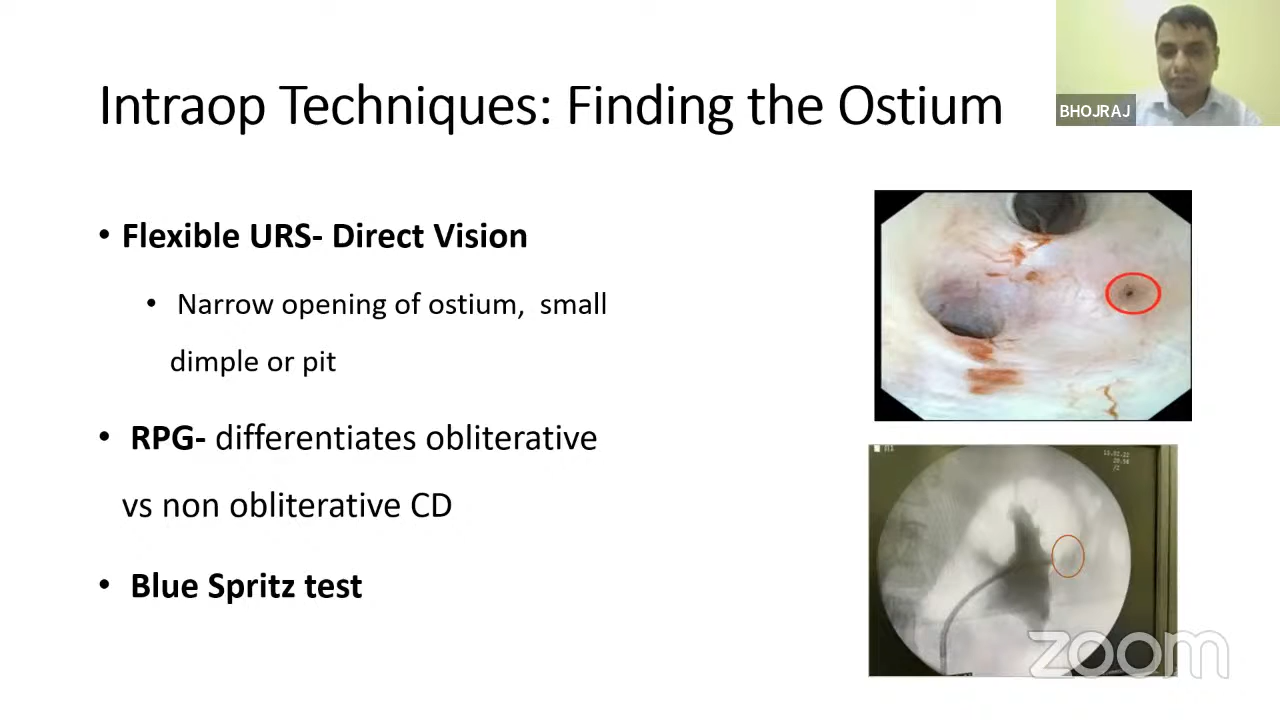 Intraop Techniques: Finding the Ostium
BHOJRAJ
• Flexible URS- Direct Vision
• Narrow opening of ostium, small
dimple or pit
• RPG- differentiates obliterative
vs non obliterative CD
• Blue Spritz test
zoom